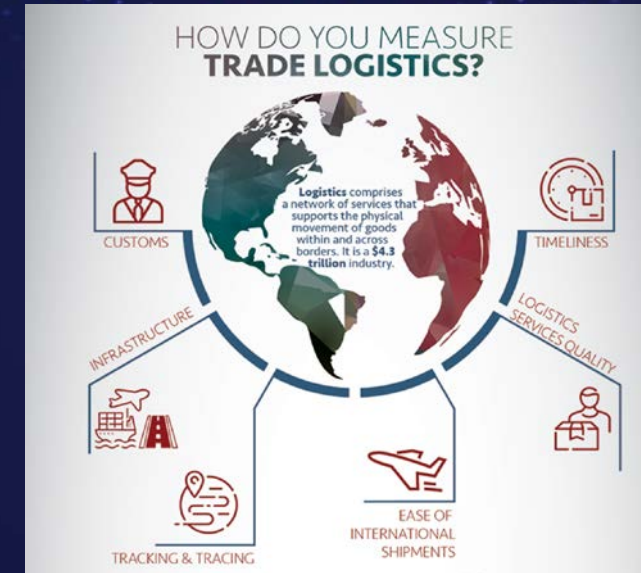 HOW DO YOU MEASURE
TRADE LOGISTICS?
Logistics comprises
a network of services that
supports the physical
movement of goods
within and across
borders. It is a $4.3
trillion industry.
CUSTOMS
TIMELINESS
INFRASTRUCTURE
LOGISTICS
SERVICES QUALITY
TRACKING & TRACING
EASE OF
INTERNATIONAL
SHIPMENTS